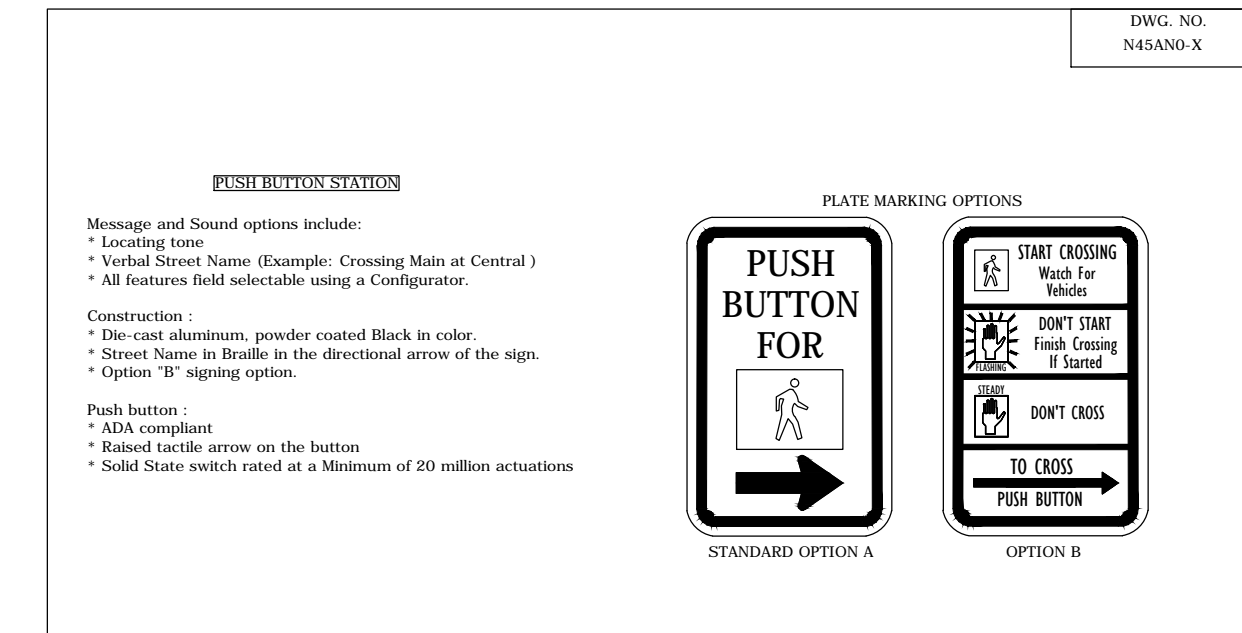 DWG. NO.
N45AN0-X
PUSH BUTTON STATION
Message and Sound options include:
* Locating tone
* Verbal Street Name (Example: Crossing Main at Central )
* All features field selectable using a Configurator.
Construction :
* Die-cast aluminum, powder coated Black in color.
* Street Name in Braille in the directional arrow of the sign.
* Option "B" signing option.
Push button :
* ADA compliant
* Raised tactile arrow on the button
* Solid State switch rated at a Minimum of 20 million actuations
PLATE MARKING OPTIONS
PUSH
BUTTON
FOR
STANDARD OPTION A
START CROSSING
Watch For
Vehicles
DON'T START
Finish Crossing
If Started
FLASHING
STEADY
DON'T CROSS
TO CROSS
PUSH BUTTON
OPTION B